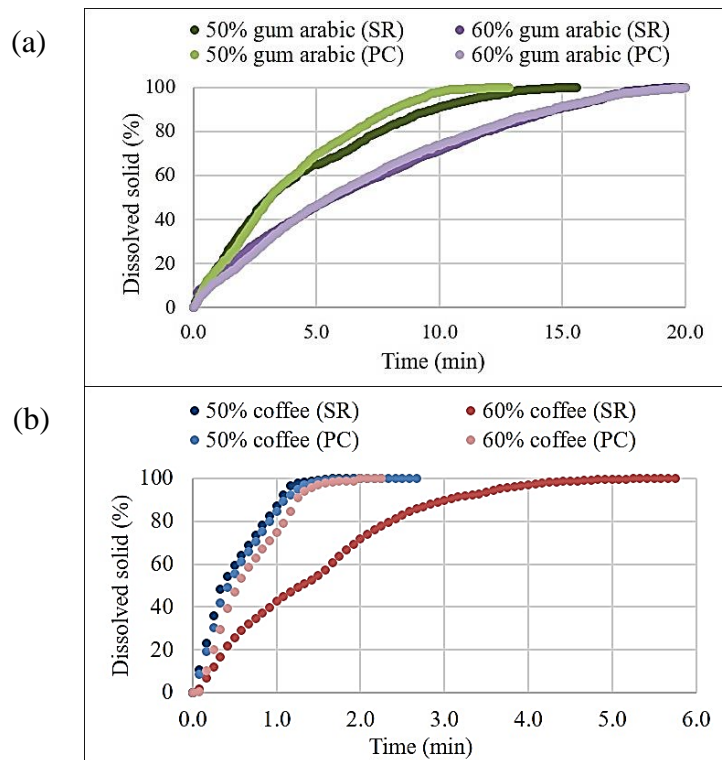 (a)
50% gum arabic (SR) 60% gum arabic (SR)
50% gum arabic (PC) 60% gum arabic (PC)
Dissolved solid (%)
100
80
60
40
20
0
0.0 5.0 10.0 15.0 20.0
Time (min)
(b)
50% coffee (SR) 60% coffee (SR)
50% coffee (PC) 60% coffee (PC)
Dissolved solid (%)
100
80
60
40
20
0
0.0 1.0 2.0 3.0 4.0 5.0 6.0
Time (min)